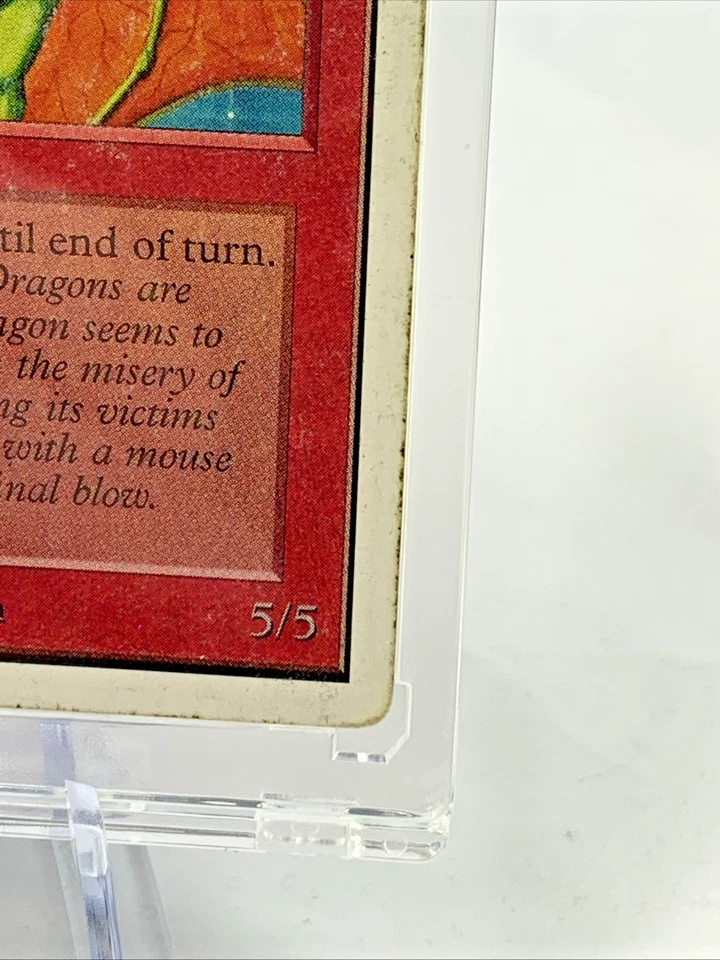 til end of turn.
Dragons are
agon seems to
the misery of
ng its victims
with a mouse
inal blow.
5/5